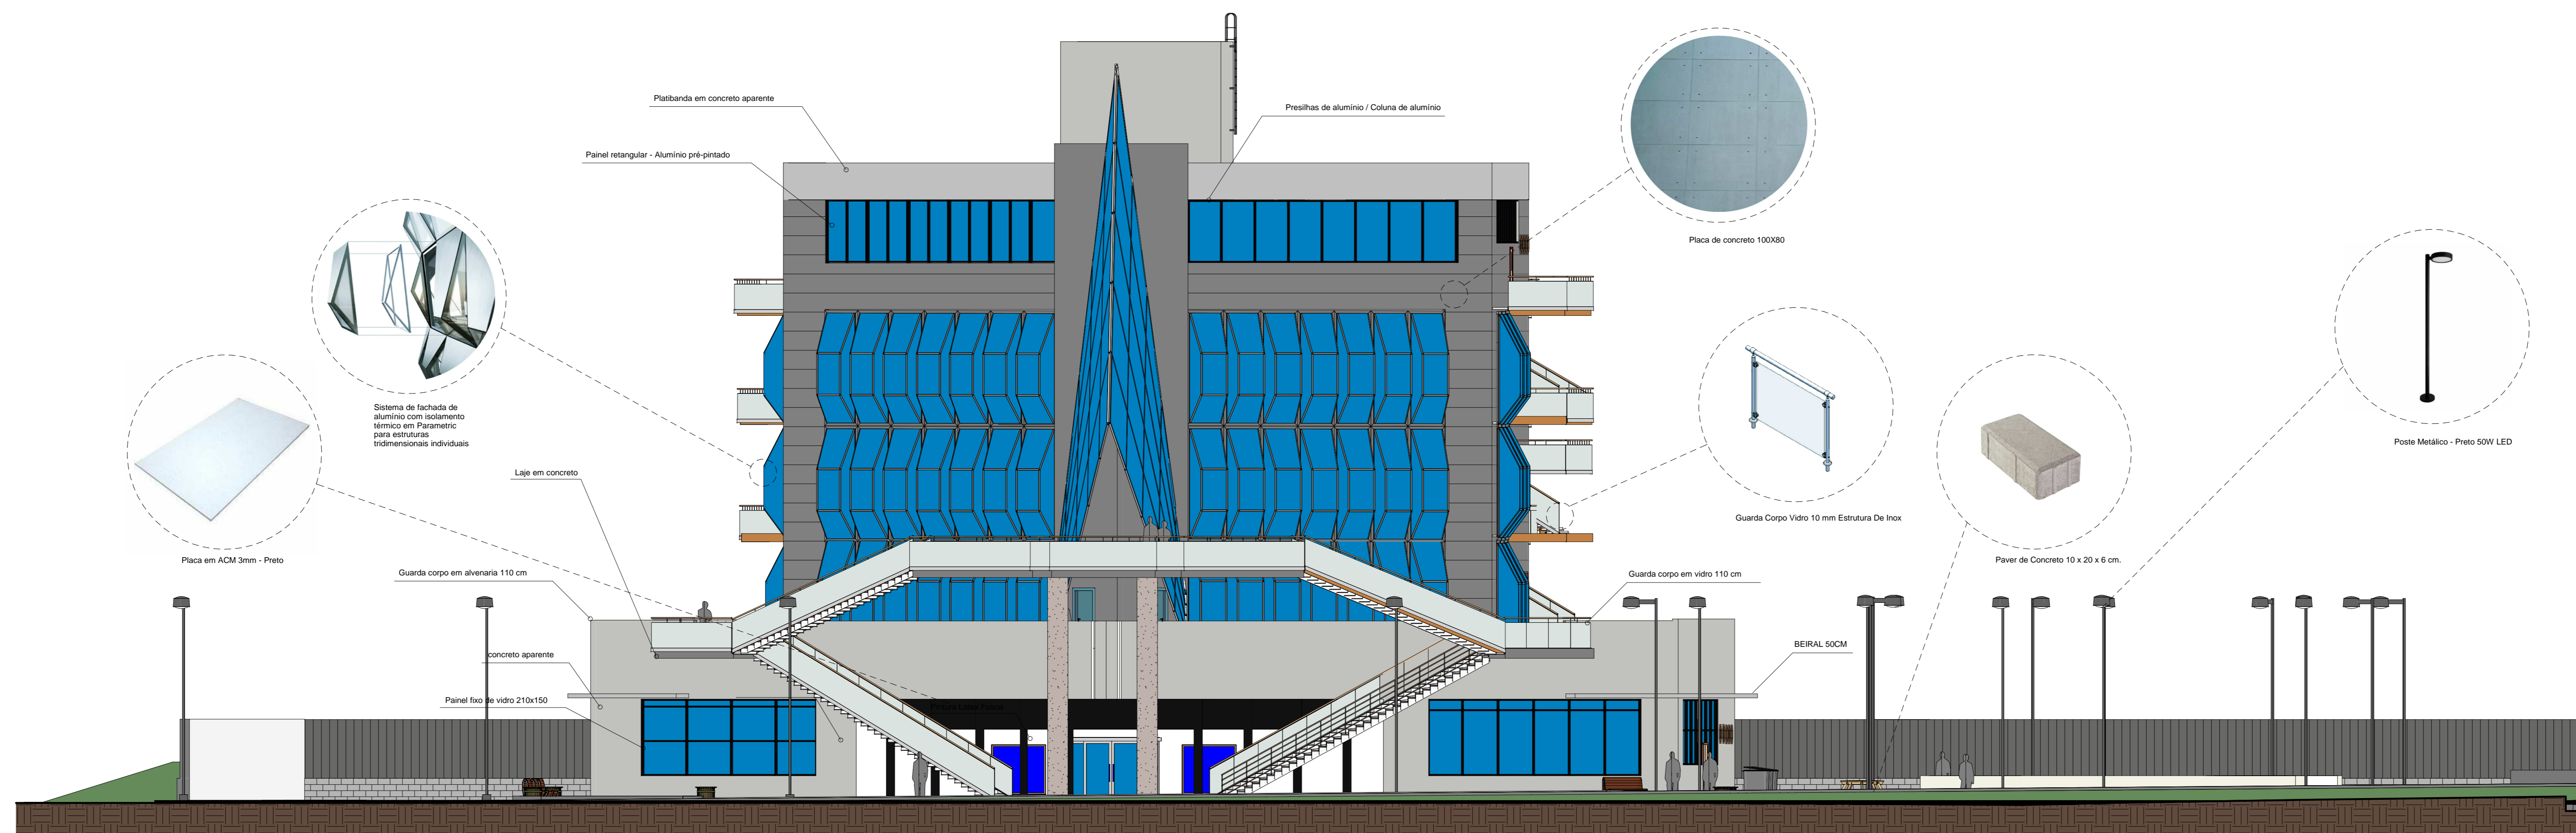 Platibanda em concreto aparente
Presilhas de alumínio / Coluna de alumínio
Painel retangular - Alumínio pré-pintado
Placa de concreto 100X80
Sistema de fachada de
alumínio com isolamento
térmico em Parametric
para estruturas
tridimensionais individuais
Poste Metálico - Preto 50W LED
Laje em concreto
Guarda Corpo Vidro 10 mm Estrutura De Inox
Placa em ACM 3mm - Preto
Paver de Concreto 10 x 20 x 6 cm.
Guarda corpo em alvenaria 110 cm
Guarda corpo em vidro 110 cm
concreto aparente
BEIRAL 50CM
Painel fixo de vidro 210x150